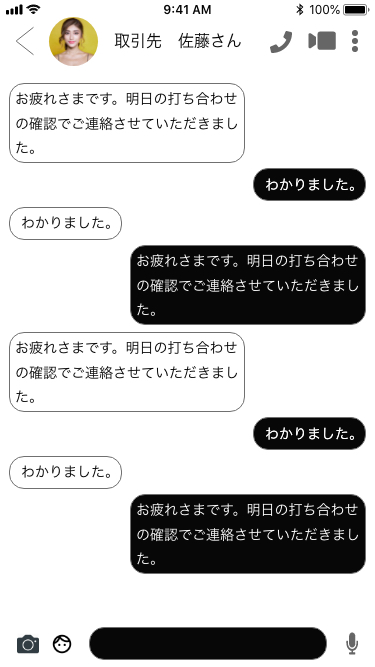 9:41 AM 100%
取引先　佐藤さん
お疲れさまです。明日の打ち合わせ
の確認でご連絡させていただきまし
た。
わかりました。
わかりました。
お疲れさまです。明日の打ち合わせ
の確認でご連絡させていただきまし
た。
お疲れさまです。明日の打ち合わせ
の確認でご連絡させていただきまし
た。
わかりました。
わかりました。
お疲れさまです。明日の打ち合わせ
の確認でご連絡させていただきまし
た。